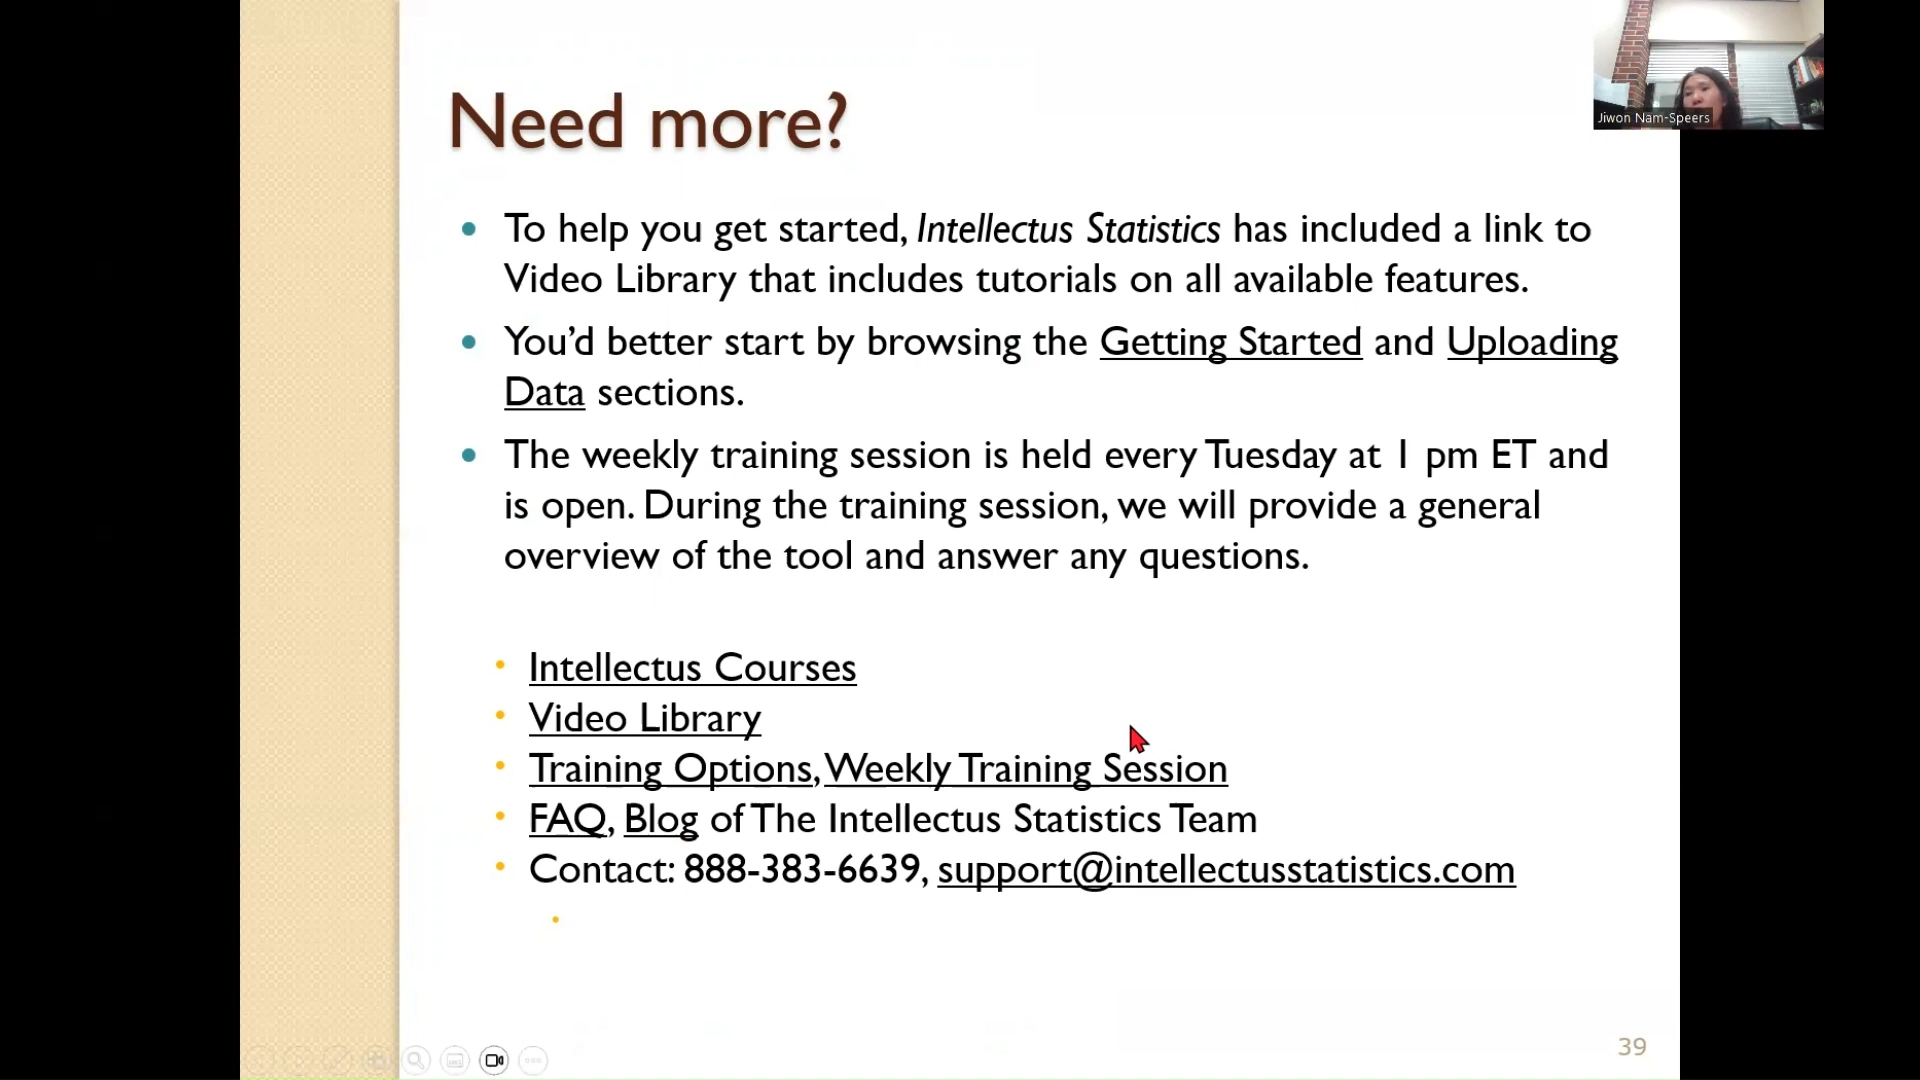 Need more?
Jiwon Nam-Speers
To help you get started, Intellectus Statistics has included a link to
Video Library that includes tutorials on all available features.
You’d better start by browsing the Getting Started and Uploading
Data sections.
The weekly training session is held every Tuesday at 1 pm ET and
is open. During the training session, we will provide a general
overview of the tool and answer any questions.
Intellectus Courses
Video Library
Training Options, Weekly Training Session
FAQ, Blog of The Intellectus Statistics Team
Contact: 888-383-6639, support@intellectusstatistics.com
39